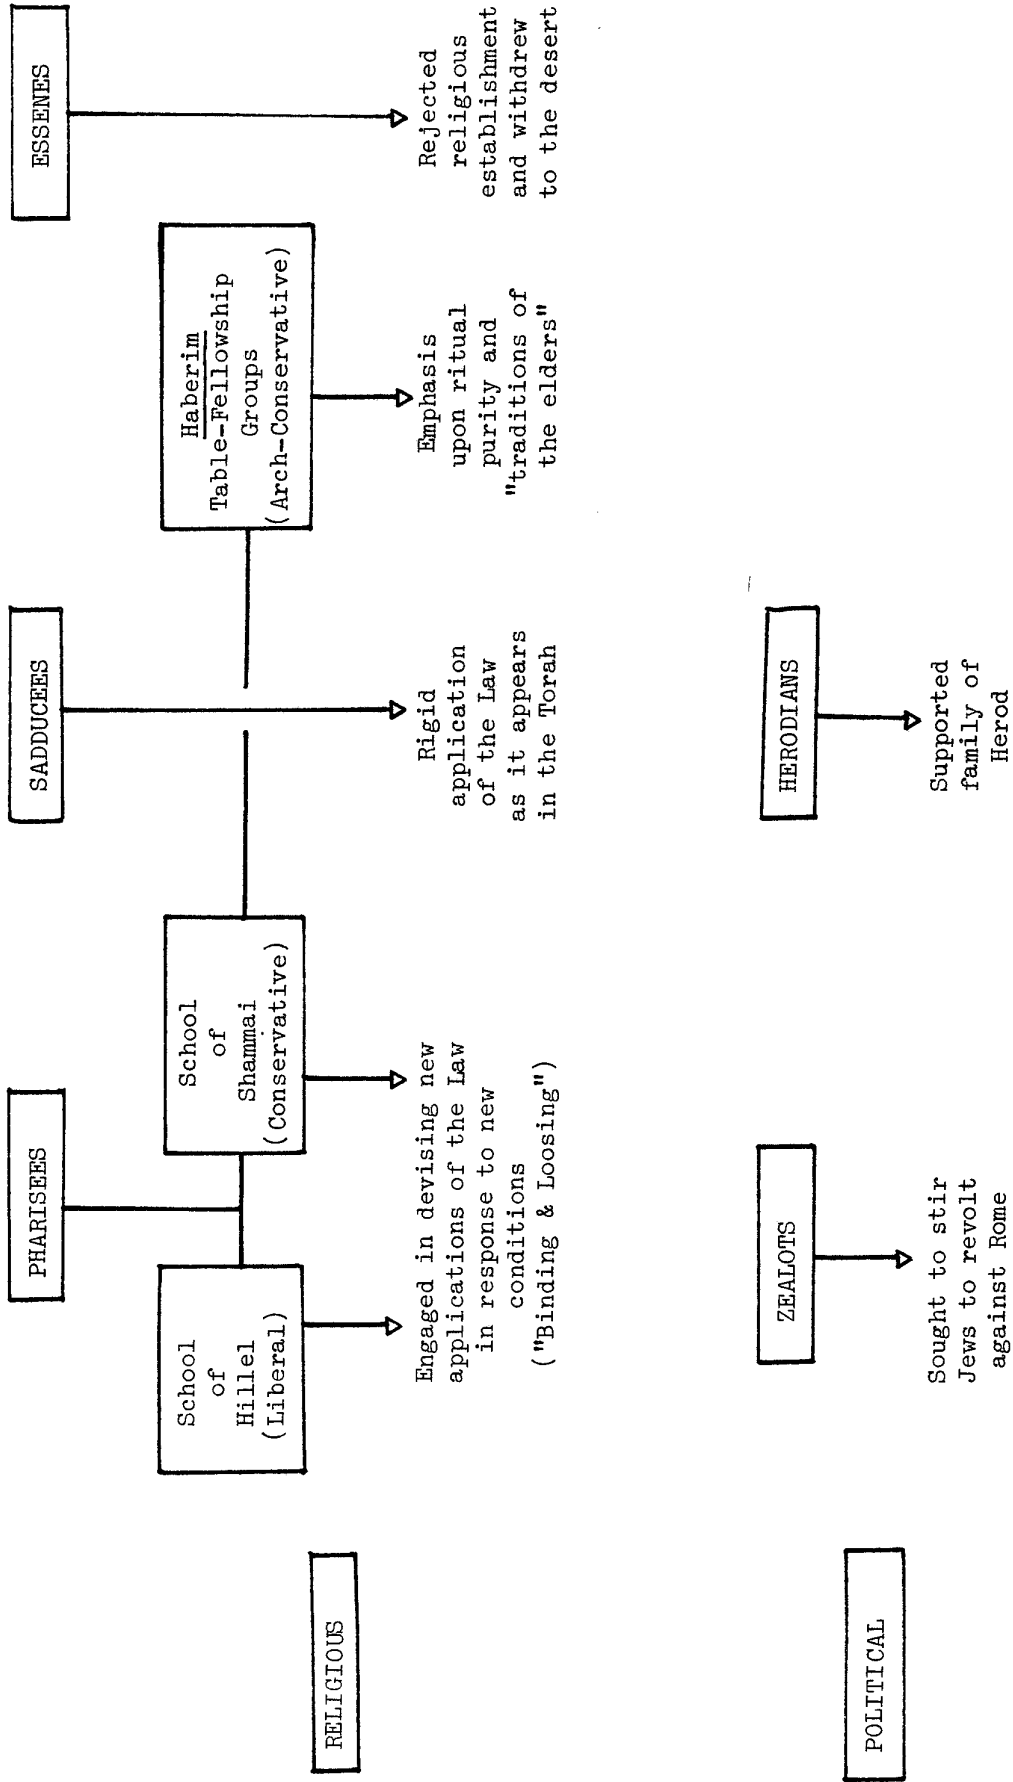 RELIGIOUS
PHARISEES
School
of
Hillel
(Liberal)
School
of
Shammai
(Conservative)
Engaged in devising new
applications of the Law
in response to new
conditions
("Binding & Loosing")
SADDUCEES
Rigid
application
of the Law
as it appears
in the Torah
Haberim
Table-Fellowship
Groups
(Arch-Conservative)
Emphasis
upon ritual
purity and
"traditions of
the elders"
ESSENES
Rejected
religious
establishment
and withdrew
to the desert
POLITICAL
ZEALOTS
Sought to stir
Jews to revolt
against Rome
HERODIANS
Supported
family of
Herod